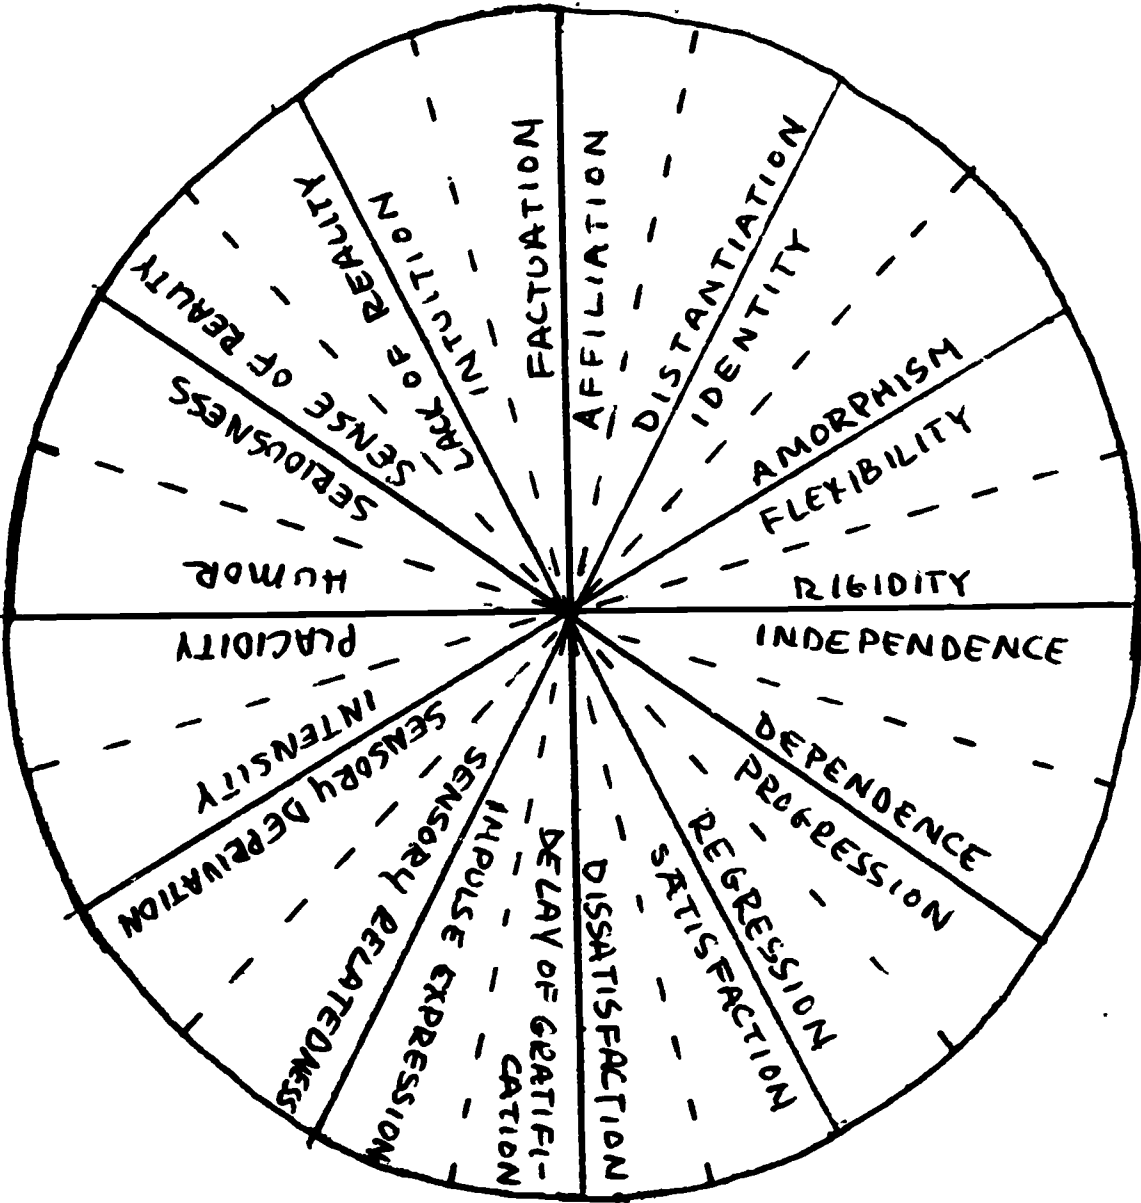 FACTUATION
AFFILIATION
DISTANTIATION
IDENTITY
AMORPHISM
FLEXIBILITY
RIGIDITY
INDEPENDENCE
DEPENDENCE
PROGRESSION
REGRESSION
SATISFACTION
DISSATISFACTION
DELAY OF GRATIFI-
CATION
IMPULSE EXPRESSION
SENSORY RELATEDNESS
SENSORY DEPRIVATION
INTENSITY
PLACIDITY
HUMOR
SERIOUSNESS
SENSE OF REALITY
LACK OF REALITY
INTUITION